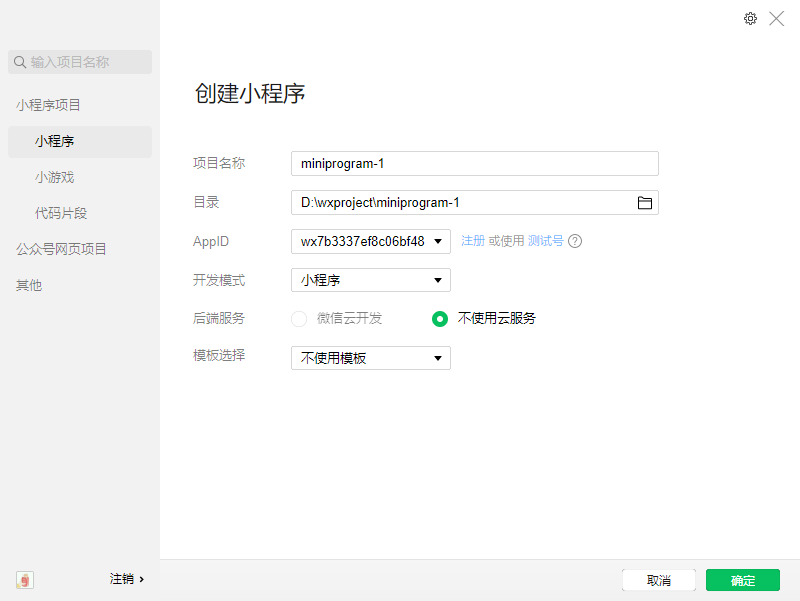 输入项目名称
小程序项目
小程序
小游戏
代码片段
公众号网页项目
其他
注销
创建小程序
项目名称 miniprogram-1
目录 D:\wxproject\miniprogram-1
AppID wx7b3337ef8c06bf48 注册 或使用 测试号 ?
开发模式 小程序
后端服务 微信云开发 不使用云服务
模板选择 不使用模板
取消 确定